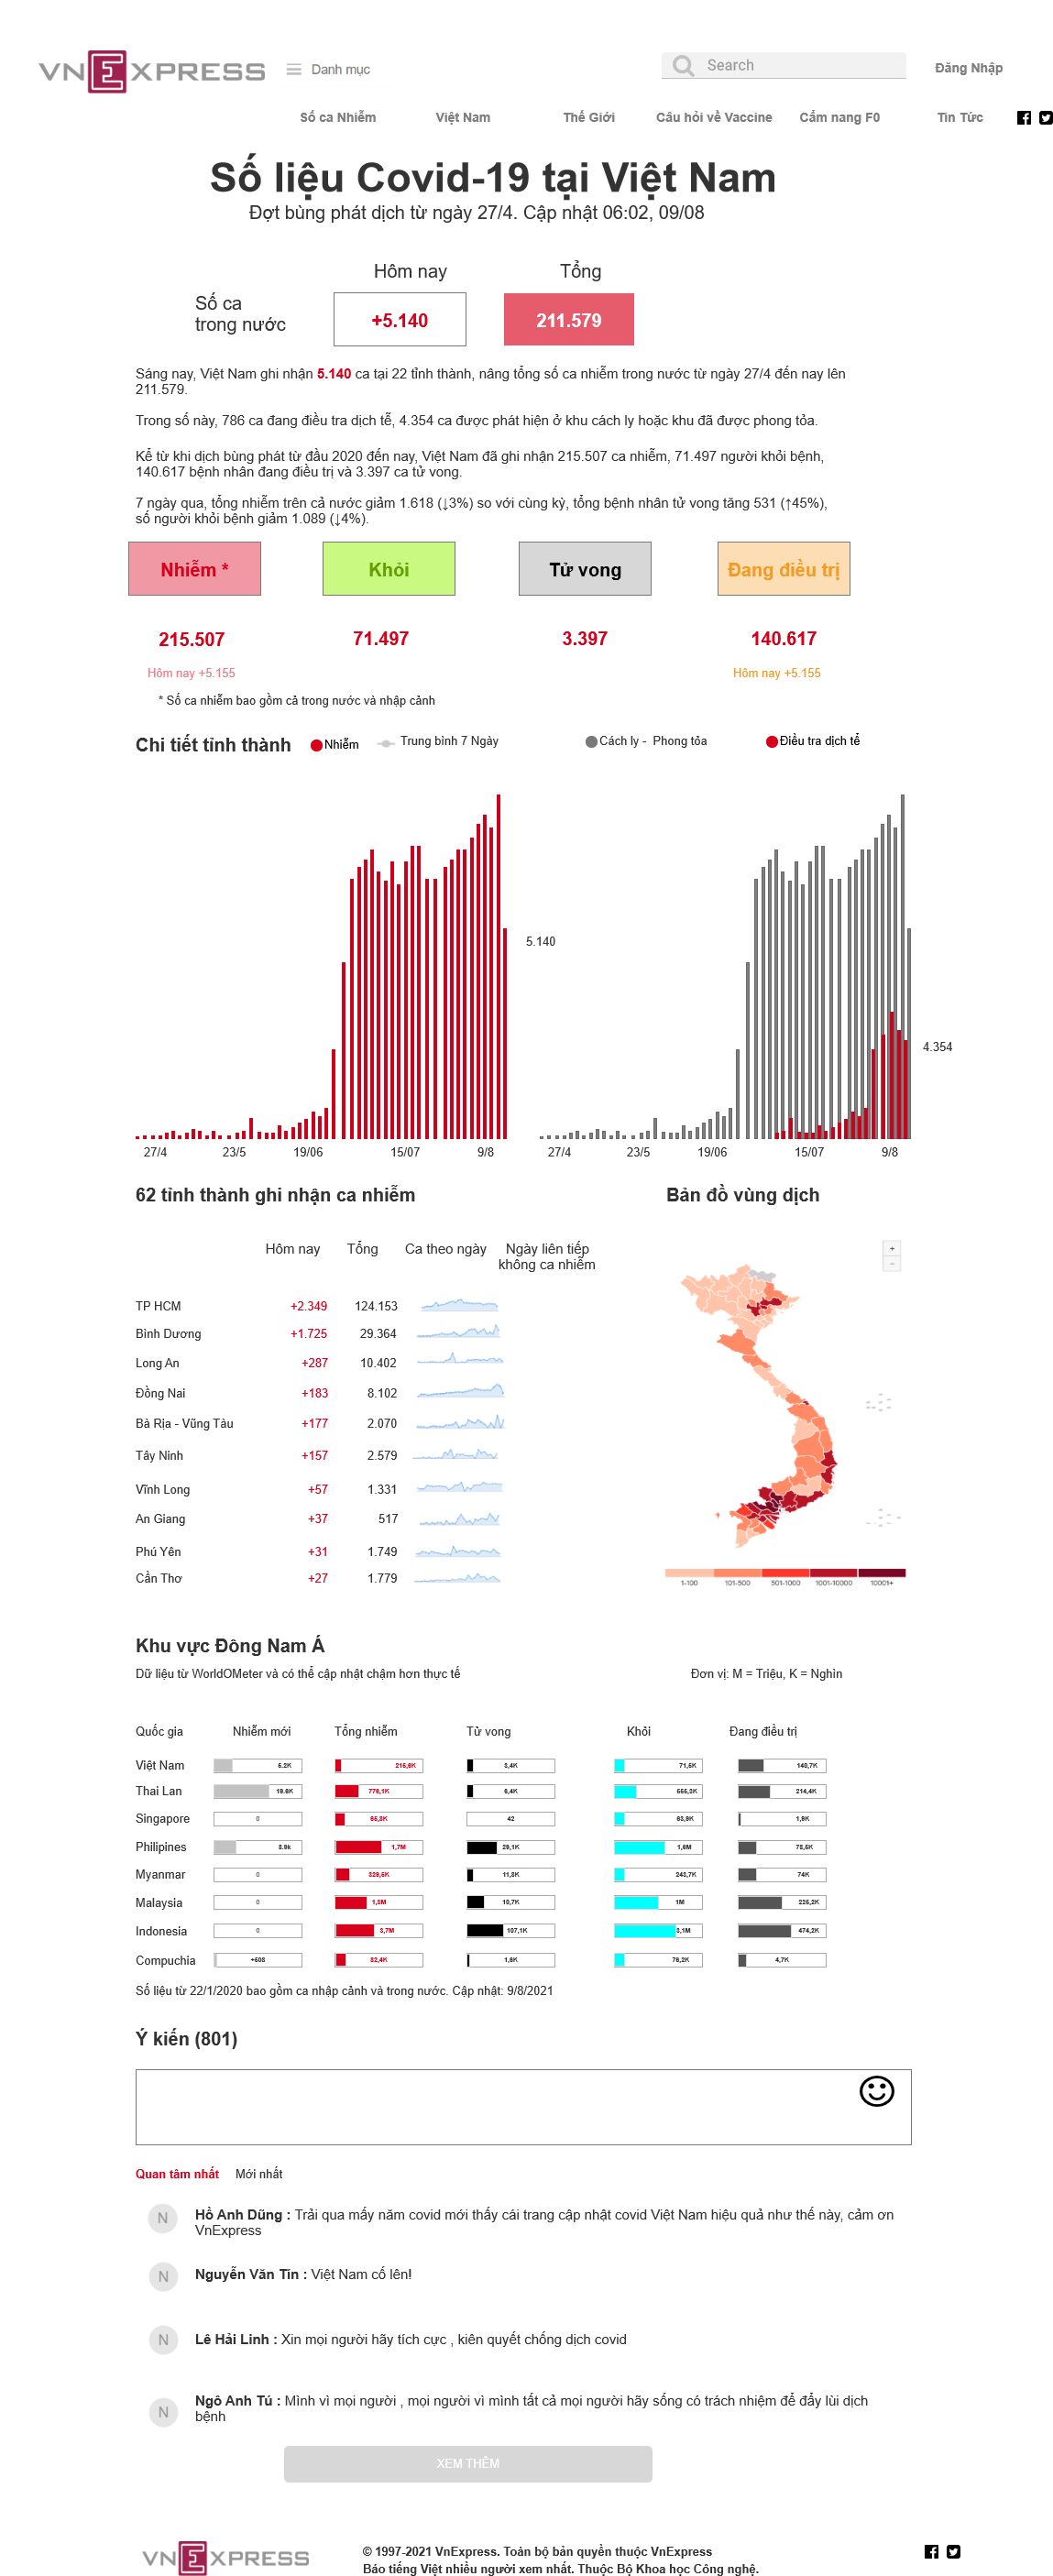 VNEXPRESS
Danh mục
Search
Đăng Nhập
Số ca Nhiễm
Việt Nam
Thế Giới
Câu hỏi về Vaccine
Cẩm nang F0
Tin Tức
Số liệu Covid-19 tại Việt Nam
Đợt bùng phát dịch từ ngày 27/4. Cập nhật 06:02, 09/08
Hôm nay
Tổng
Số ca
trong nước
+5.140
211.579
Sáng nay, Việt Nam ghi nhận 5.140 ca tại 22 tỉnh thành, nâng tổng số ca nhiễm trong nước từ ngày 27/4 đến nay lên
211.579.
Trong số này, 786 ca đang điều tra dịch tễ, 4.354 ca được phát hiện ở khu cách ly hoặc khu đã được phong tỏa.
Kể từ khi dịch bùng phát từ đầu 2020 đến nay, Việt Nam đã ghi nhận 215.507 ca nhiễm, 71.497 người khỏi bệnh,
140.617 bệnh nhân đang điều trị và 3.397 ca tử vong.
7 ngày qua, tổng nhiễm trên cả nước giảm 1.618 (↓3%) so với cùng kỳ, tổng bệnh nhân tử vong tăng 531 (↑45%),
số người khỏi bệnh giảm 1.089 (↓4%).
Nhiễm *
Khỏi
Tử vong
Đang điều trị
215.507
71.497
3.397
140.617
Hôm nay +5.155
Hôm nay +5.155
* Số ca nhiễm bao gồm cả trong nước và nhập cảnh
Chi tiết tỉnh thành
Nhiễm
Trung bình 7 Ngày
Cách ly - Phong tỏa
Điều tra dịch tễ
5.140
4.354
27/4 23/5 19/06 15/07 9/8
27/4 23/5 19/06 15/07 9/8
62 tỉnh thành ghi nhận ca nhiễm
Bản đồ vùng dịch
Hôm nay
Tổng
Ca theo ngày
Ngày liên tiếp
không ca nhiễm
+
-
TP HCM +2.349 124.153
Bình Dương +1.725 29.364
Long An +287 10.402
Đồng Nai +183 8.102
Bà Rịa - Vũng Tàu +177 2.070
Tây Ninh +157 2.579
Vĩnh Long +57 1.331
An Giang +37 517
Phú Yên +31 1.749
Cần Thơ +27 1.779
1-100 101-500 501-1000 1001-10000 10001+
Khu vực Đông Nam Á
Dữ liệu từ WorldOMeter và có thể cập nhật chậm hơn thực tế
Đơn vị: M = Triệu, K = Nghìn
Quốc gia Nhiễm mới Tổng nhiễm Tử vong Khỏi Đang điều trị
Việt Nam 5.2K 215,6K 3,4K 71,5K 140,7K
Thai Lan 19.6K 776,1K 6,4K 555,3K 214,4K
Singapore 0 65,3K 42 63,9K 1,9K
Philipines 8.9k 1,7M 29,1K 1,6M 78,5K
Myanmar 0 329,5K 11,8K 243,7K 74K
Malaysia 0 1,3M 10,7K 1M 225,2K
Indonesia 0 3,7M 107,1K 3,1M 474,2K
Compuchia +508 82,4K 1,6K 76,2K 4,7K
Số liệu từ 22/1/2020 bao gồm ca nhập cảnh và trong nước. Cập nhật: 9/8/2021
Ý kiến (801)
Quan tâm nhất
Mới nhất
N
Hồ Anh Dũng : Trải qua mấy năm covid mới thấy cái trang cập nhật covid Việt Nam hiệu quả như thế này, cảm ơn
VnExpress
N
Nguyễn Văn Tín : Việt Nam cố lên!
N
Lê Hải Linh : Xin mọi người hãy tích cực , kiên quyết chống dịch covid
N
Ngô Anh Tú : Mình vì mọi người , mọi người vì mình tất cả mọi người hãy sống có trách nhiệm để đẩy lùi dịch
bệnh
XEM THÊM
VNEXPRESS
© 1997-2021 VnExpress. Toàn bộ bản quyền thuộc VnExpress
Báo tiếng Việt nhiều người xem nhất. Thuộc Bộ Khoa học Công nghệ.